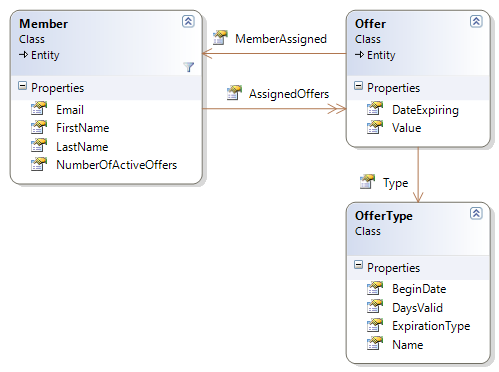 Member
Class
Entity
Properties
Email
FirstName
LastName
NumberOfActiveOffers
MemberAssigned
AssignedOffers
Offer
Class
Entity
Properties
DateExpiring
Value
Type
OfferType
Class
Properties
BeginDate
DaysValid
ExpirationType
Name